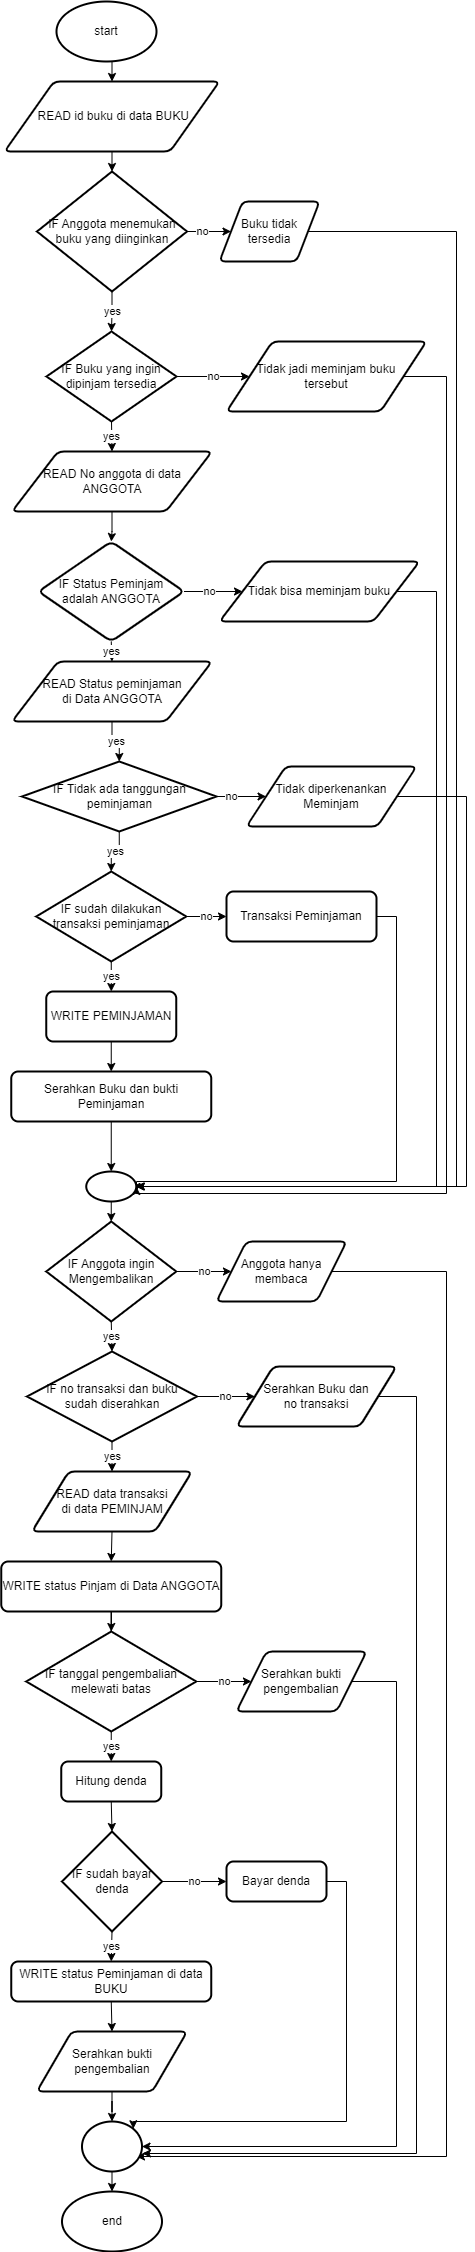 start
READ id buku di data BUKU
IF Anggota menemukan
buku yang diinginkan
no
Buku tidak
tersedia
yes
IF Buku yang ingin
dipinjam tersedia
no
Tidak jadi meminjam buku
tersebut
yes
READ No anggota di data
ANGGOTA
IF Status Peminjam
adalah ANGGOTA
no
Tidak bisa meminjam buku
yes
READ Status peminjaman
di Data ANGGOTA
yes
IF Tidak ada tanggungan
peminjaman
no
Tidak diperkenankan
Meminjam
yes
IF sudah dilakukan
transaksi peminjaman
no
Transaksi Peminjaman
yes
WRITE PEMINJAMAN
Serahkan Buku dan bukti
Peminjaman
IF Anggota ingin
Mengembalikan
no
Anggota hanya
membaca
yes
IF no transaksi dan buku
sudah diserahkan
no
Serahkan Buku dan
no transaksi
yes
READ data transaksi
di data PEMINJAM
WRITE status Pinjam di Data ANGGOTA
IF tanggal pengembalian
melewati batas
no
Serahkan bukti
pengembalian
yes
Hitung denda
IF sudah bayar
denda
no
Bayar denda
yes
WRITE status Peminjaman di data
BUKU
Serahkan bukti
pengembalian
end